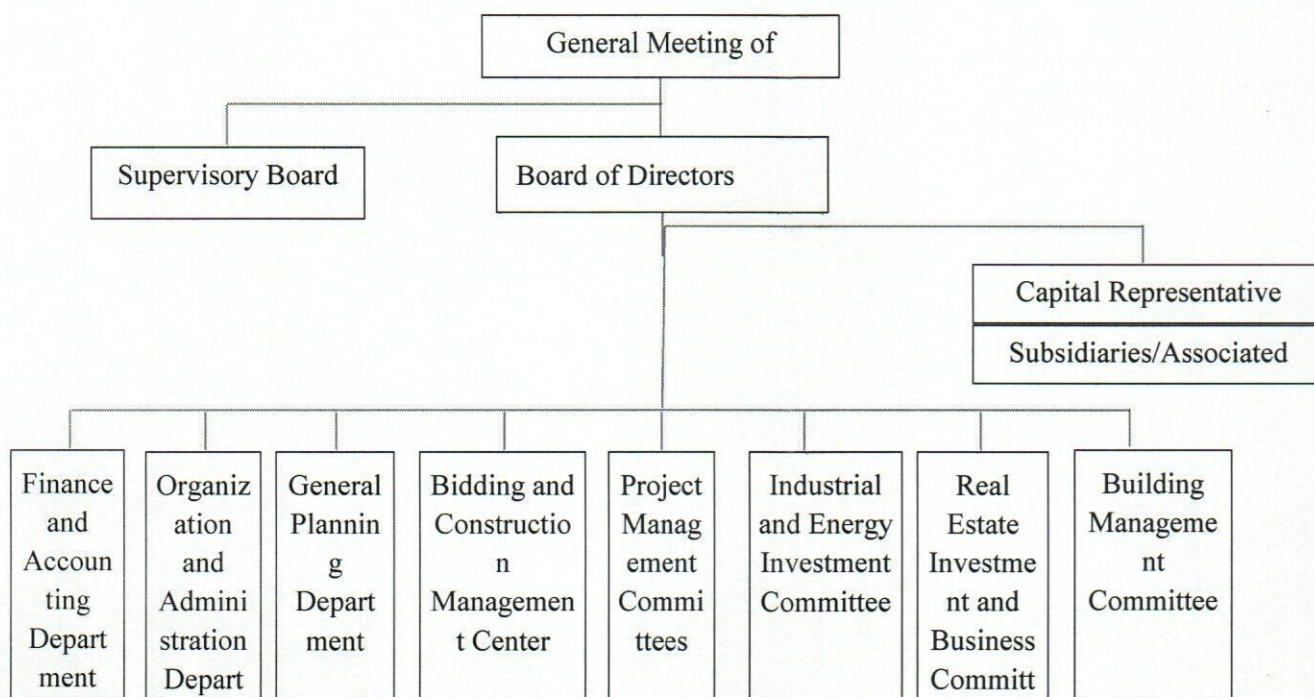 General Meeting of
Supervisory Board
Board of Directors
Capital Representative
Subsidiaries/Associated
Finance
and
Accoun
ting
Depart
ment
Organiz
ation
and
Admini
stration
Depart
General
Plannin
g
Depart
ment
Bidding and
Constructio
n
Managemen
t Center
Project
Manag
ement
Commi
ttees
Industrial
and Energy
Investment
Committee
Real
Estate
Investme
nt and
Business
Committ
Building
Manageme
nt
Committee